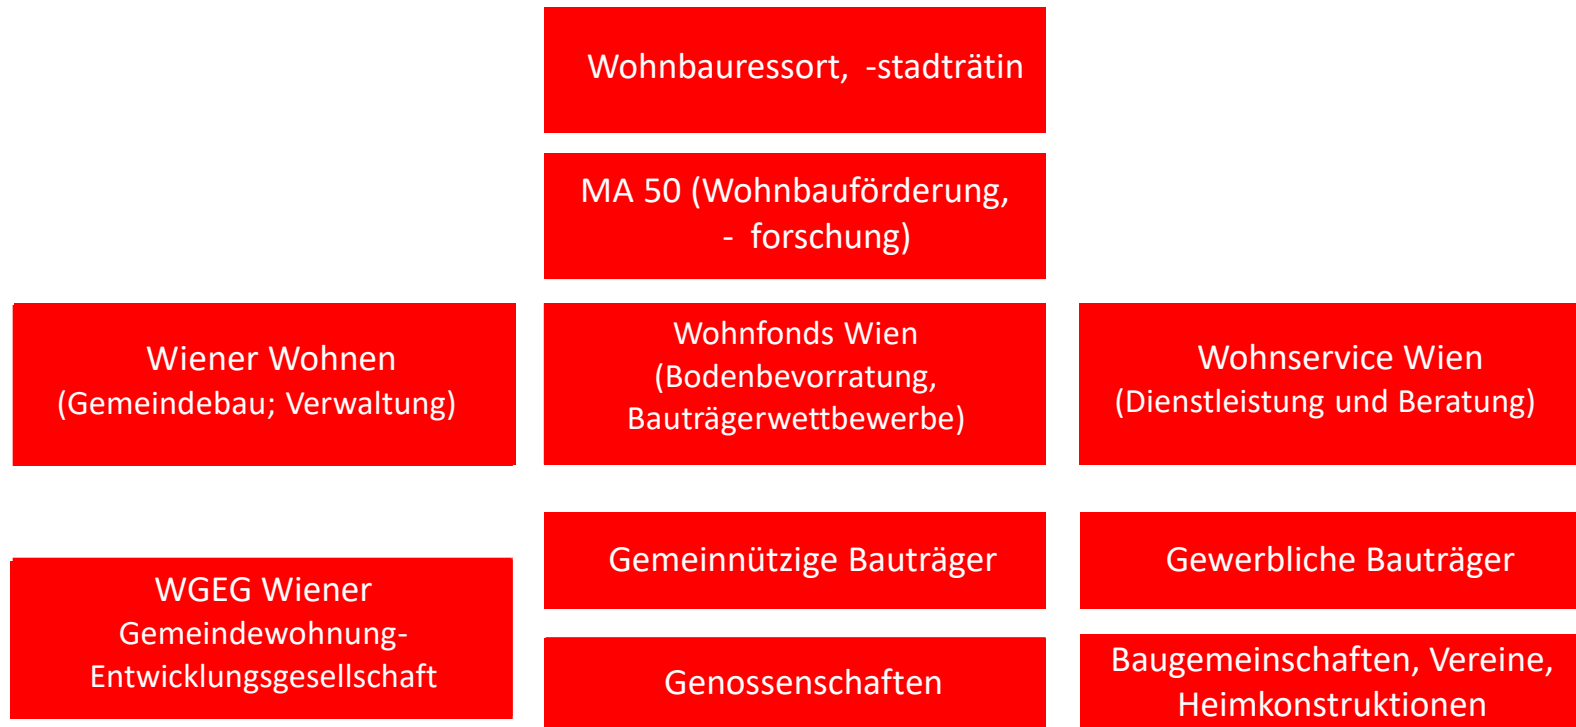 Wohnbauressort, -stadträtin
MA 50 (Wohnbauförderung,
- forschung)
Wiener Wohnen
(Gemeindebau; Verwaltung)
Wohnfonds Wien
(Bodenbevorratung,
Bauträgerwettbewerbe)
Wohnservice Wien
(Dienstleistung und Beratung)
WGEG Wiener
Gemeindewohnung-
Entwicklungsgesellschaft
Gemeinnützige Bauträger
Gewerbliche Bauträger
Genossenschaften
Baugemeinschaften, Vereine,
Heimkonstruktionen